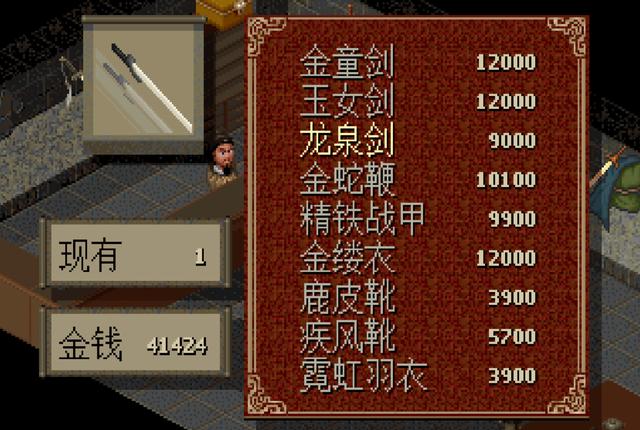 金童剑 12000
玉女剑 12000
龙泉剑 9000
金蛇鞭 10100
精铁战甲 9900
金缕衣 12000
鹿皮靴 3900
疾风靴 5700
霓虹羽衣 3900
现有 1
金钱 41424